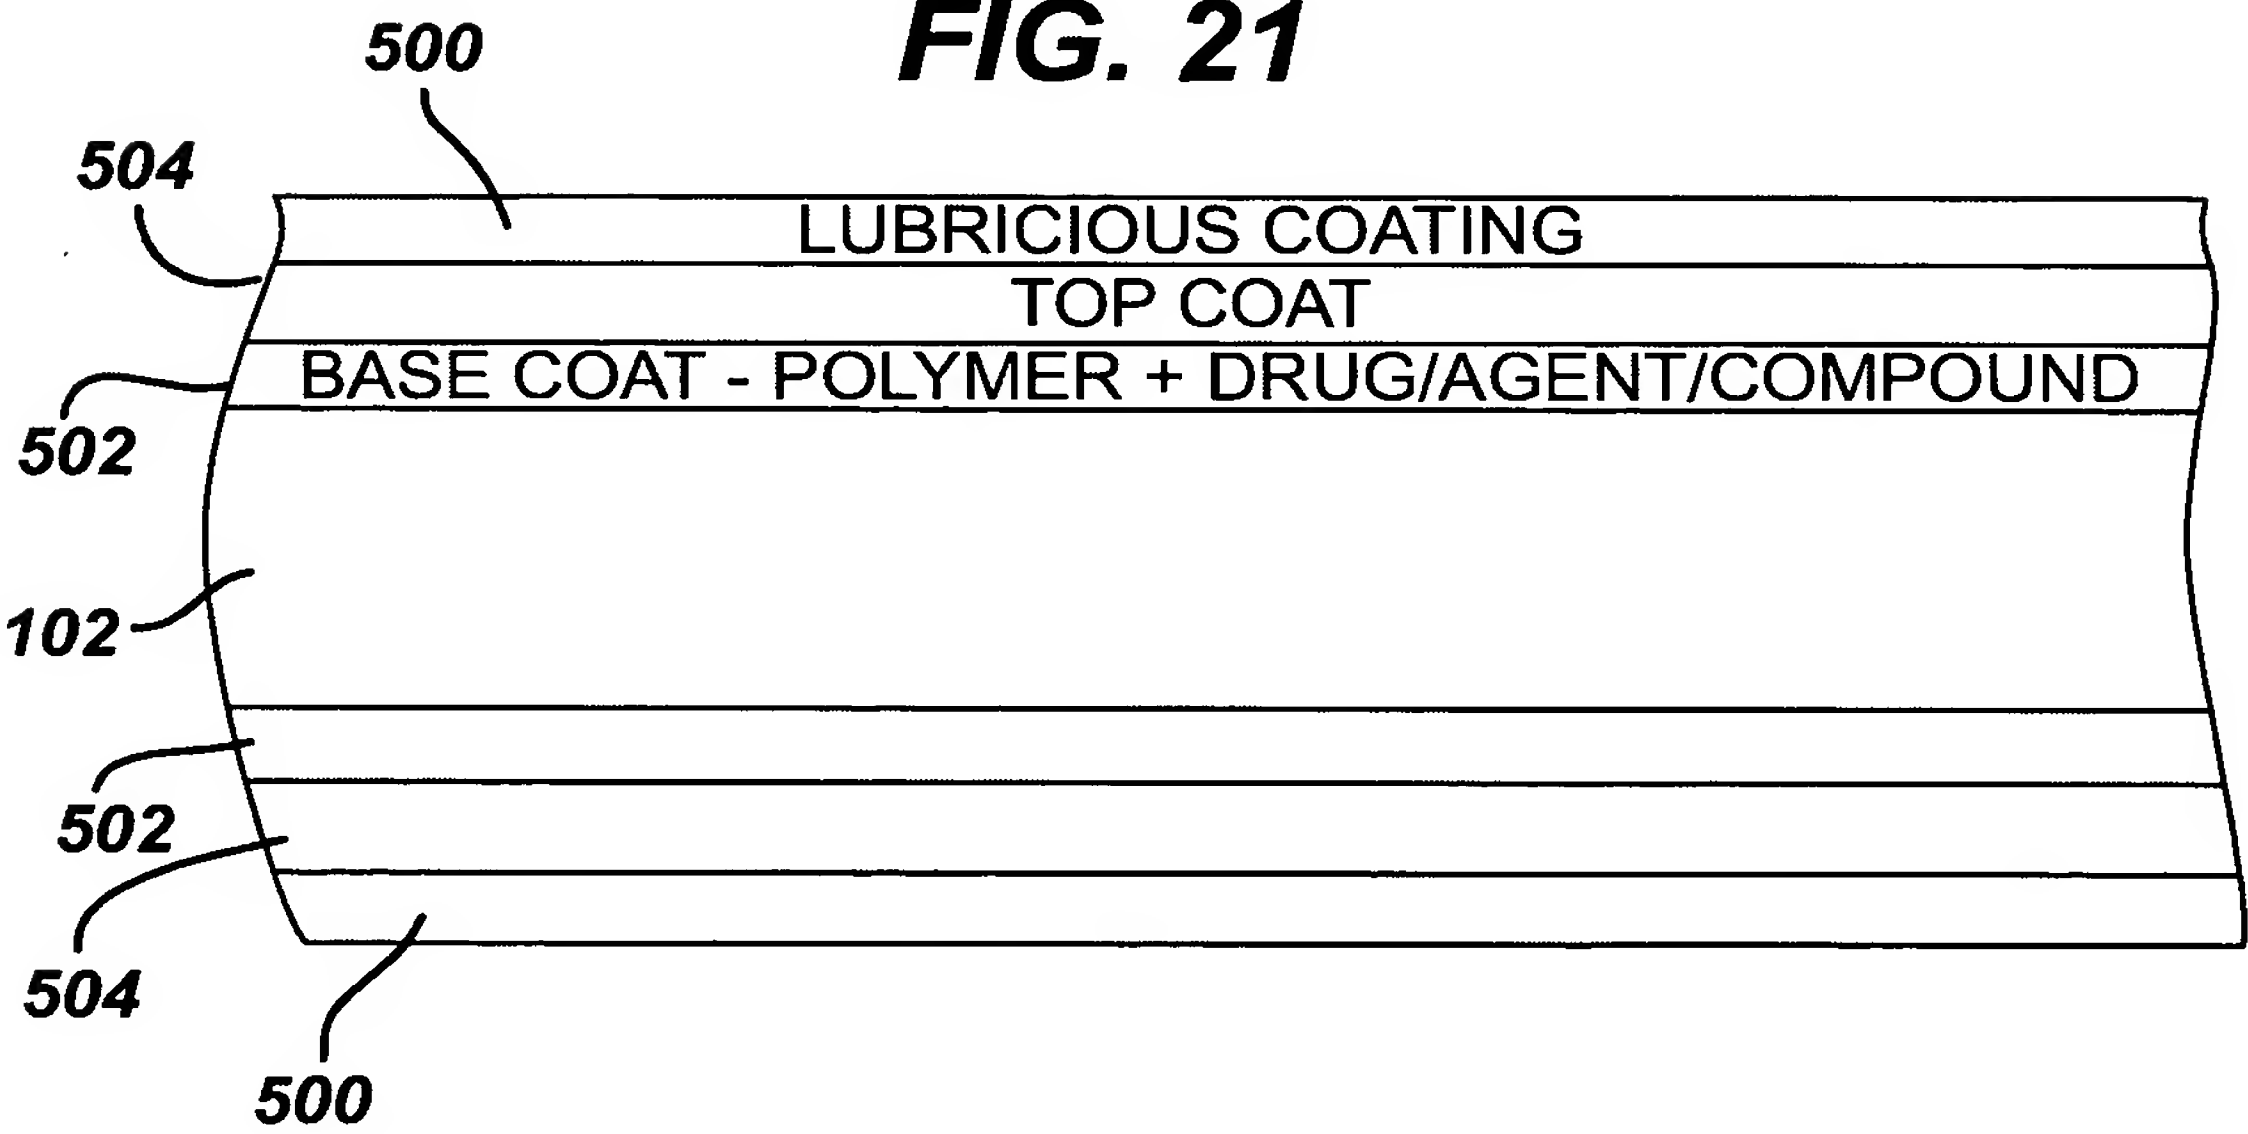 FIG. 21
500
504
LUBRICIOUS COATING
TOP COAT
BASE COAT - POLYMER + DRUG/AGENT/COMPOUND
502
102
502
504
500